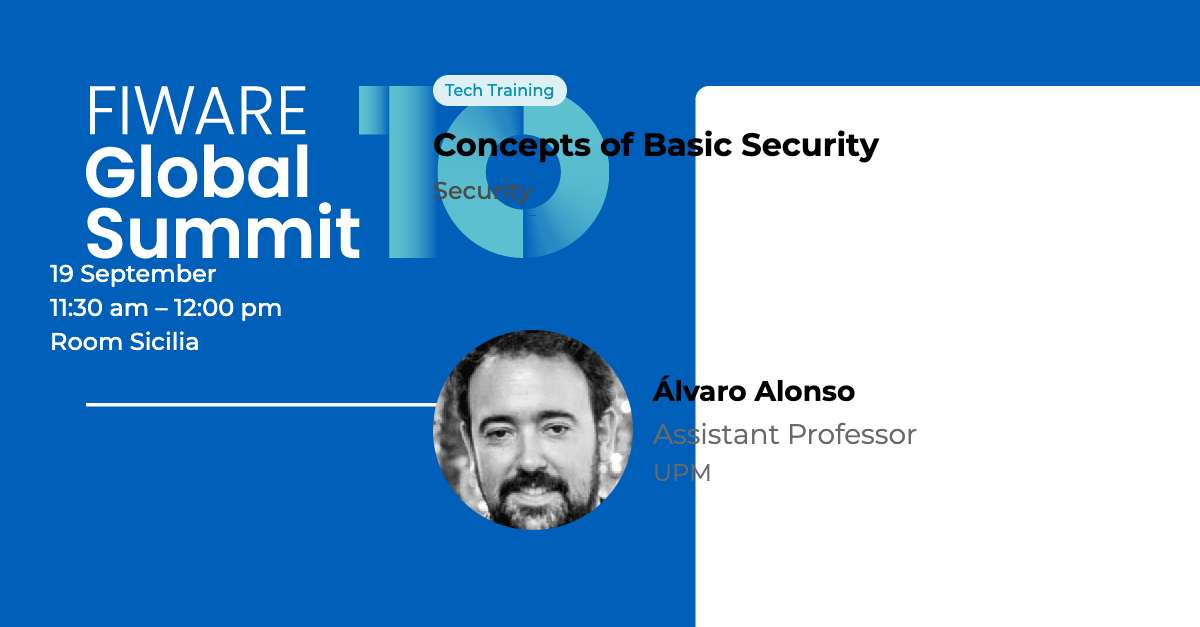 FIWARE
Global
Summit
10
19 September
11:30 am – 12:00 pm
Room Sicilia
Tech Training
Concepts of Basic Security
Security
Álvaro Alonso
Assistant Professor
UPM